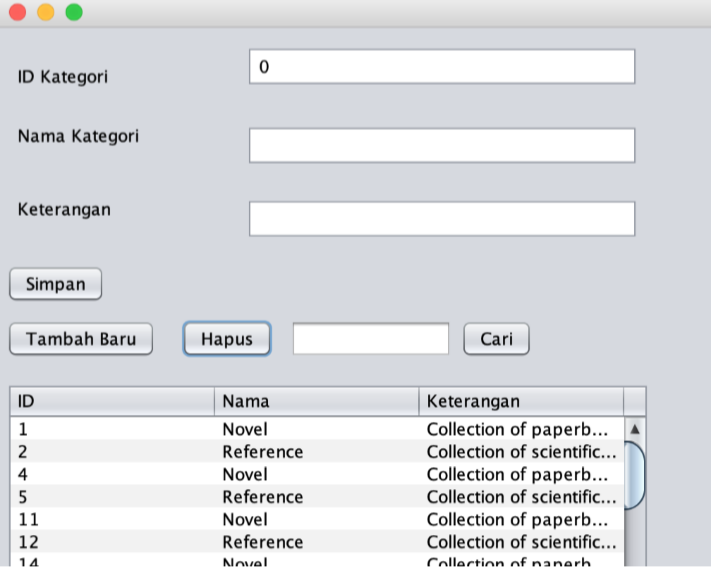 ID Kategori 0
Nama Kategori
Keterangan
Simpan
Tambah Baru Hapus Cari
ID Nama Keterangan
1 Novel Collection of paperb...
2 Reference Collection of scientific...
4 Novel Collection of paperb...
5 Reference Collection of scientific...
11 Novel Collection of paperb...
12 Reference Collection of scientific...
14 Novel Collection of paperb